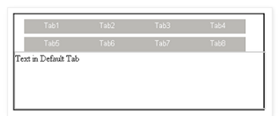 Tab1 Tab2 Tab3 Tab4
Tab5 Tab6 Tab7 Tab8
Text in Default Tab